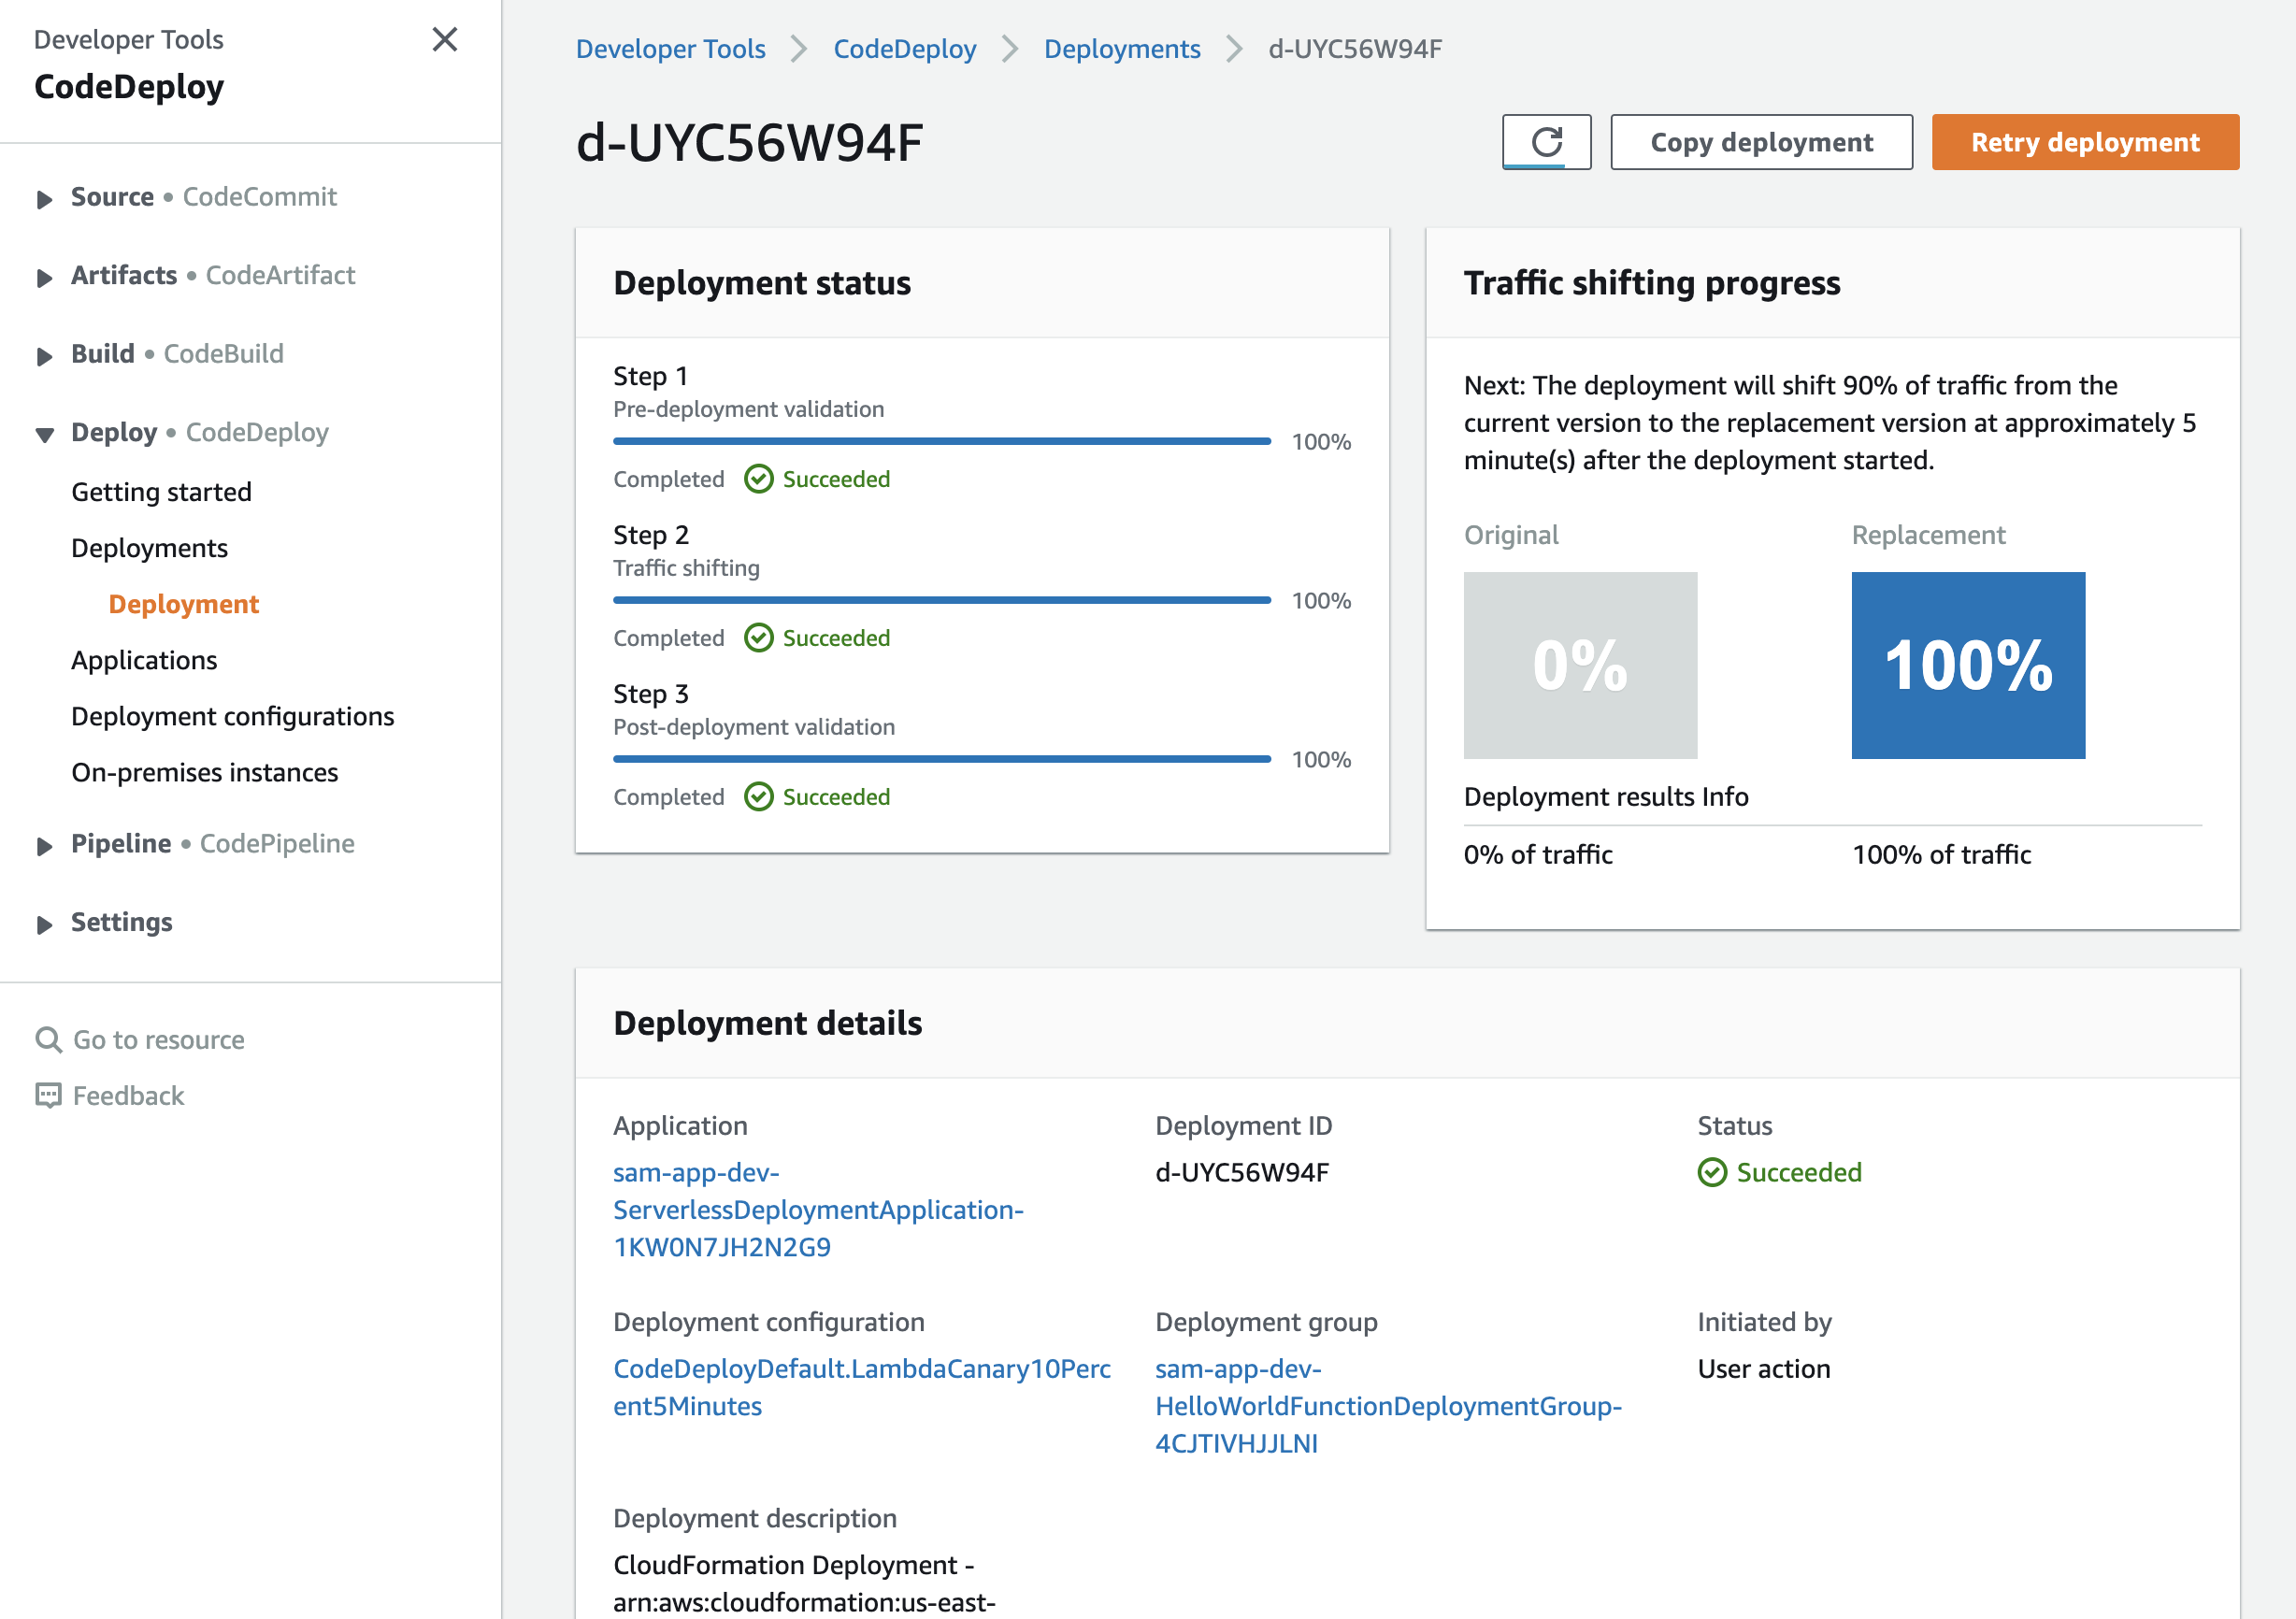 Developer Tools
CodeDeploy
Source • CodeCommit
Artifacts • CodeArtifact
Build • CodeBuild
Deploy • CodeDeploy
Getting started
Deployments
Deployment
Applications
Deployment configurations
On-premises instances
Pipeline • CodePipeline
Settings
Go to resource
Feedback
Developer Tools > CodeDeploy > Deployments > d-UYC56W94F
d-UYC56W94F
Copy deployment
Retry deployment
Deployment status
Step 1
Pre-deployment validation
100%
Completed Succeeded
Step 2
Traffic shifting
100%
Completed Succeeded
Step 3
Post-deployment validation
100%
Completed Succeeded
Traffic shifting progress
Next: The deployment will shift 90% of traffic from the
current version to the replacement version at approximately 5
minute(s) after the deployment started.
Original Replacement
0% 100%
Deployment results Info
0% of traffic 100% of traffic
Deployment details
Application
sam-app-dev-
ServerlessDeploymentApplication-
1KW0N7JH2N2G9
Deployment ID
d-UYC56W94F
Status
Succeeded
Deployment configuration
CodeDeployDefault.LambdaCanary10Perc
ent5Minutes
Deployment group
sam-app-dev-
HelloWorldFunctionDeploymentGroup-
4CJTIVHJJLNI
Initiated by
User action
Deployment description
CloudFormation Deployment -
arn:aws:cloudformation:us-east-